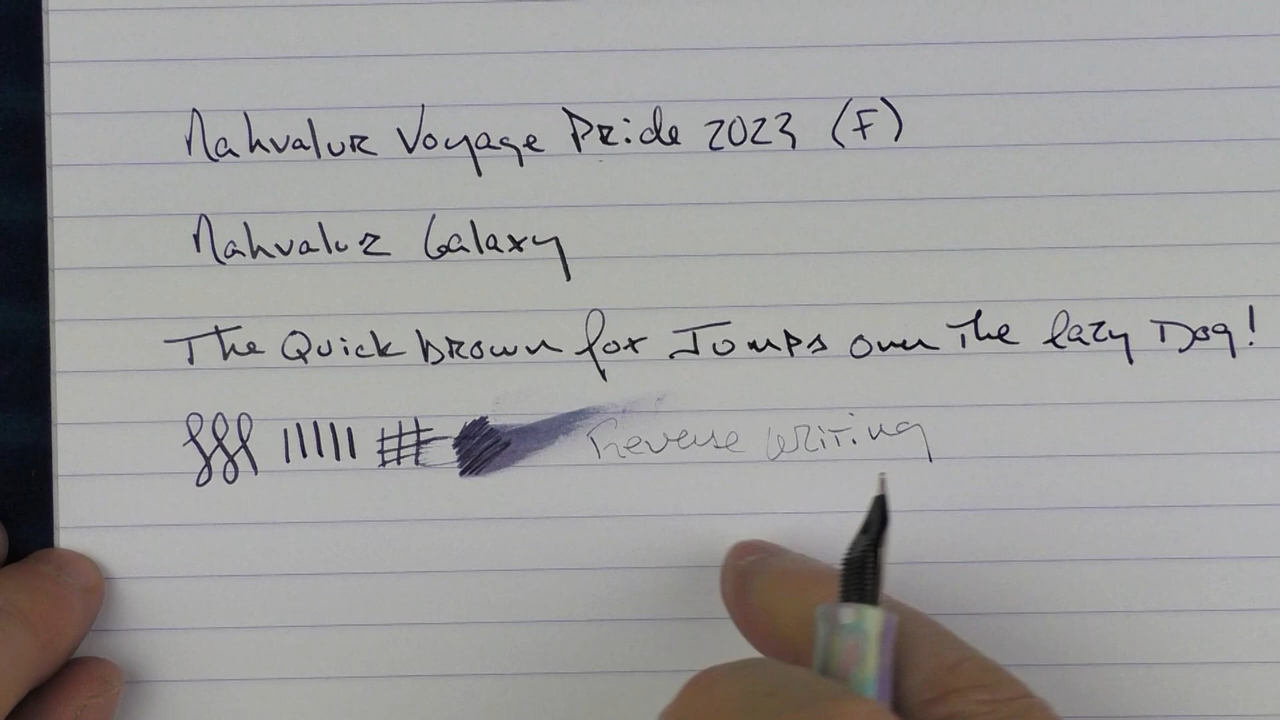 Nahvalur Voyage Pride 2023 (F)
Nahvalur Galaxy
The Quick brown fox Jumps over The lazy Dog!
reverse writing